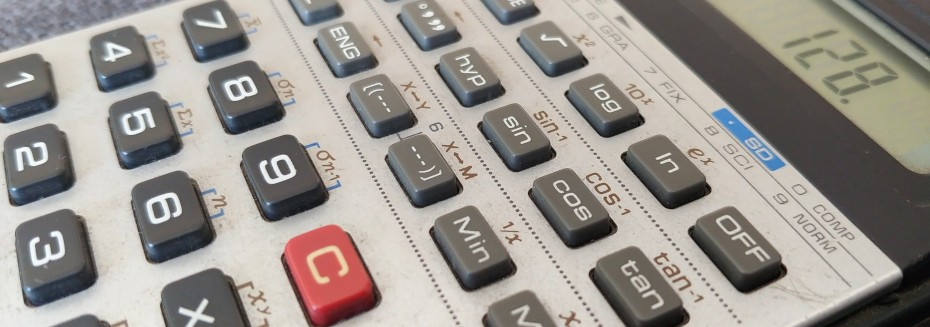 128.
E
8 GRA
7 FIX
8 SCI
· SD
0 COMP
9 NORM
√ x²
log 10ˣ
ln eˣ
OFF
° ' "
hyp
sin sin-1
cos cos-1
tan tan-1
ENG
[(--- X↔Y
6
---)] X↔M
Min 1/x
M
7 x̄
8 σn
9 σn-1
C
4 Σx²
5 Σx
6 n
× xy
1
2
3